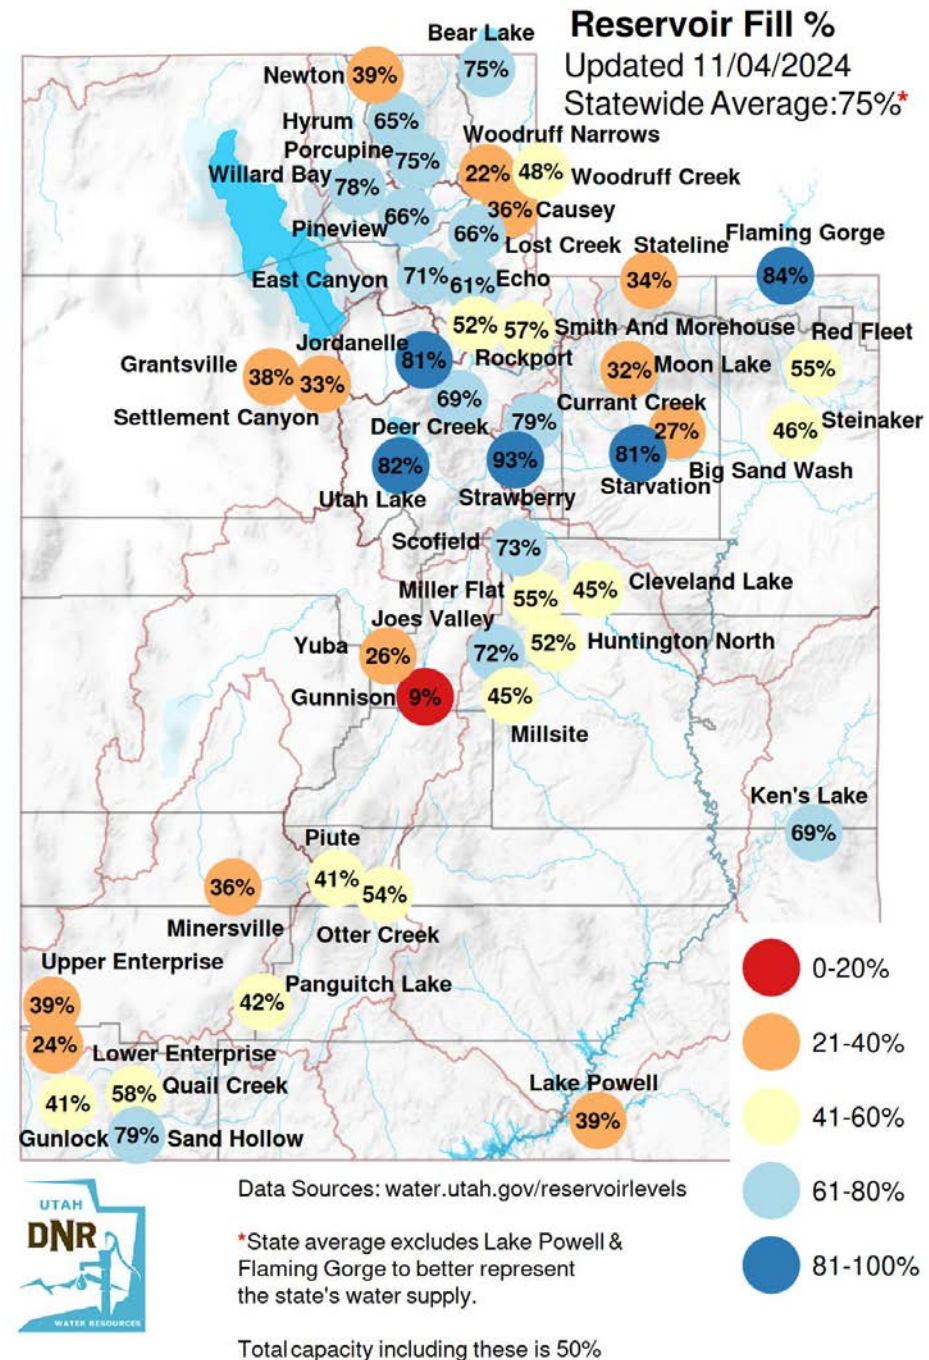 Reservoir Fill %
Updated 11/04/2024
Statewide Average:75%*
Bear Lake
75%
Newton 39%
Hyrum 65%
Porcupine 75%
Woodruff Narrows
22%
48% Woodruff Creek
Willard Bay 78%
36% Causey
Pineview 66%
66% Lost Creek
Stateline
34%
Flaming Gorge
84%
East Canyon 71%
61% Echo
52% Rockport
57% Smith And Morehouse
Red Fleet
55%
Jordanelle
81%
Grantsville
38%
33%
Settlement Canyon
32% Moon Lake
69%
Deer Creek
Currant Creek
79%
27%
Big Sand Wash
46% Steinaker
82%
Utah Lake
93%
Strawberry
81%
Starvation
Scofield 73%
Miller Flat 55%
45% Cleveland Lake
Joes Valley
72%
52% Huntington North
Yuba 26%
Gunnison 9%
45%
Millsite
Ken's Lake
69%
Piute
41%
54%
Otter Creek
36%
Minersville
Upper Enterprise
39%
42% Panguitch Lake
24% Lower Enterprise
58% Quail Creek
41%
Gunlock
79% Sand Hollow
Lake Powell
39%
0-20%
21-40%
41-60%
61-80%
81-100%
UTAH
DNR
WATER RESOURCES
Data Sources: water.utah.gov/reservoirlevels
*State average excludes Lake Powell &
Flaming Gorge to better represent
the state's water supply.
Total capacity including these is 50%